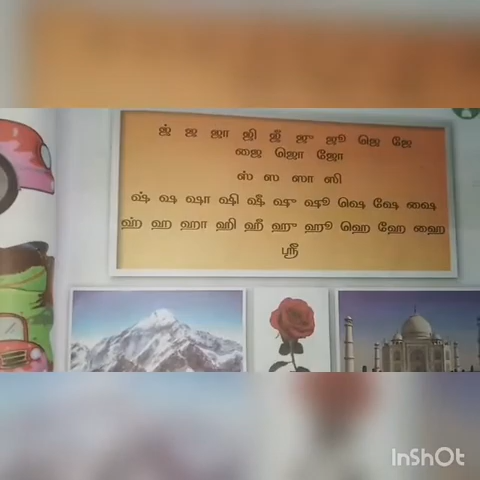 ஜ் ஜ ஜா ஜி ஜீ ஜு ஜூ ஜெ ஜே
ஜை ஜொ ஜோ
ஸ் ஸ ஸா ஸி
ஷ் ஷ ஷா ஷி ஷீ ஷு ஷூ ஷெ ஷே ஷை
ஹ் ஹ ஹா ஹி ஹீ ஹு ஹூ ஹெ ஹே ஹை
ஸ்ரீ
InShOt